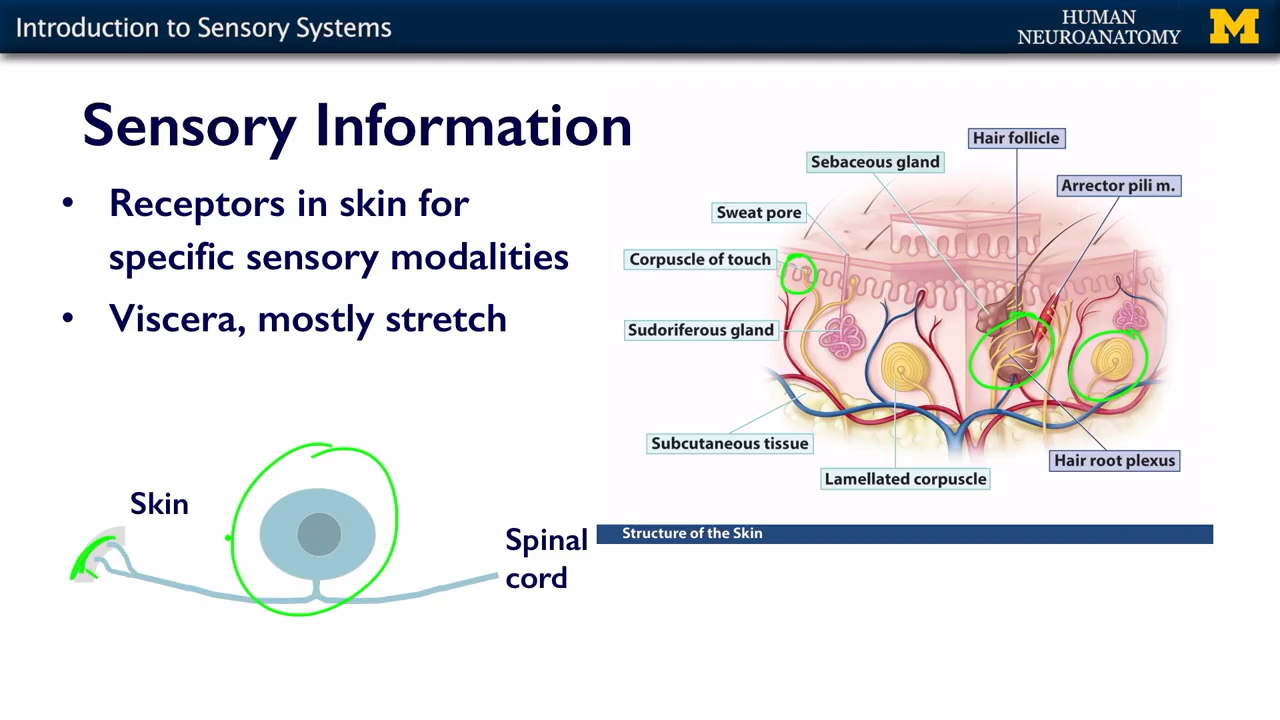 Introduction to Sensory Systems
HUMAN
NEUROANATOMY
M
Sensory Information
• Receptors in skin for
specific sensory modalities
• Viscera, mostly stretch
Skin
Spinal
cord
Hair follicle
Sebaceous gland
Arrector pili m.
Sweat pore
Corpuscle of touch
Sudoriferous gland
Subcutaneous tissue
Hair root plexus
Lamellated corpuscle
Structure of the Skin